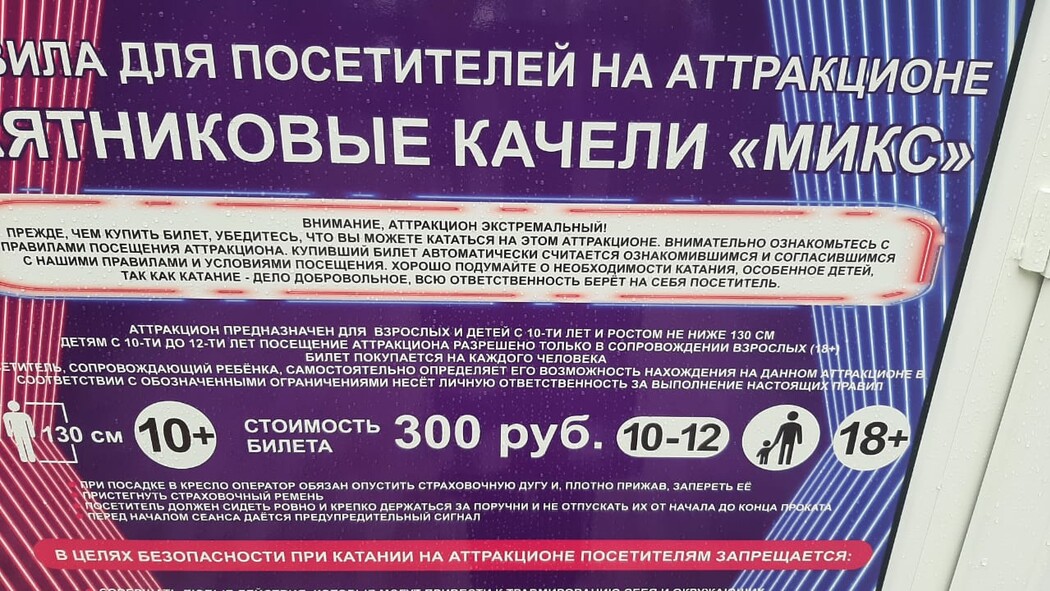 ВИЛА ДЛЯ ПОСЕТИТЕЛЕЙ НА АТТРАКЦИОНЕ
ЯТНИКОВЫЕ КАЧЕЛИ «МИКС»
ВНИМАНИЕ, АТТРАКЦИОН ЭКСТРЕМАЛЬНЫЙ!
ПРЕЖДЕ, ЧЕМ КУПИТЬ БИЛЕТ, УБЕДИТЕСЬ, ЧТО ВЫ МОЖЕТЕ КАТАТЬСЯ НА ЭТОМ АТТРАКЦИОНЕ. ВНИМАТЕЛЬНО ОЗНАКОМЬТЕСЬ С
ПРАВИЛАМИ ПОСЕЩЕНИЯ АТТРАКЦИОНА. КУПИВШИЙ БИЛЕТ АВТОМАТИЧЕСКИ СЧИТАЕТСЯ ОЗНАКОМИВШИМСЯ И СОГЛАСИВШИМСЯ
С НАШИМИ ПРАВИЛАМИ И УСЛОВИЯМИ ПОСЕЩЕНИЯ. ХОРОШО ПОДУМАЙТЕ О НЕОБХОДИМОСТИ КАТАНИЯ, ОСОБЕННОЕ ДЕТЕЙ,
ТАК КАК КАТАНИЕ - ДЕЛО ДОБРОВОЛЬНОЕ, ВСЮ ОТВЕТСТВЕННОСТЬ БЕРЁТ НА СЕБЯ ПОСЕТИТЕЛЬ.
АТТРАКЦИОН ПРЕДНАЗНАЧЕН ДЛЯ ВЗРОСЛЫХ И ДЕТЕЙ С 10-ТИ ЛЕТ И РОСТОМ НЕ НИЖЕ 130 СМ
ДЕТЯМ С 10-ТИ ДО 12-ТИ ЛЕТ ПОСЕЩЕНИЕ АТТРАКЦИОНА РАЗРЕШЕНО ТОЛЬКО В СОПРОВОЖДЕНИИ ВЗРОСЛЫХ (18+)
БИЛЕТ ПОКУПАЕТСЯ НА КАЖДОГО ЧЕЛОВЕКА
ЕТИТЕЛЬ, СОПРОВОЖДАЮЩИЙ РЕБЁНКА, САМОСТОЯТЕЛЬНО ОПРЕДЕЛЯЕТ ЕГО ВОЗМОЖНОСТЬ НАХОЖДЕНИЯ НА ДАННОМ АТТРАКЦИОНЕ В
СООТВЕТСТВИИ С ОБОЗНАЧЕННЫМИ ОГРАНИЧЕНИЯМИ НЕСЁТ ЛИЧНУЮ ОТВЕТСТВЕННОСТЬ ЗА ВЫПОЛНЕНИЕ НАСТОЯЩИХ ПРАВИЛ
130 СМ 10+ СТОИМОСТЬ БИЛЕТА 300 руб. 10-12 18+
ПРИ ПОСАДКЕ В КРЕСЛО ОПЕРАТОР ОБЯЗАН ОПУСТИТЬ СТРАХОВОЧНУЮ ДУГУ И, ПЛОТНО ПРИЖАВ, ЗАПЕРЕТЬ ЕЁ
ПРИСТЕГНУТЬ СТРАХОВОЧНЫЙ РЕМЕНЬ
ПОСЕТИТЕЛЬ ДОЛЖЕН СИДЕТЬ РОВНО И КРЕПКО ДЕРЖАТЬСЯ ЗА ПОРУЧНИ И НЕ ОТПУСКАТЬ ИХ ОТ НАЧАЛА ДО КОНЦА ПРОКАТА
ПЕРЕД НАЧАЛОМ СЕАНСА ДАЁТСЯ ПРЕДУПРЕДИТЕЛЬНЫЙ СИГНАЛ
В ЦЕЛЯХ БЕЗОПАСНОСТИ ПРИ КАТАНИИ НА АТТРАКЦИОНЕ ПОСЕТИТЕЛЯМ ЗАПРЕЩАЕТСЯ: